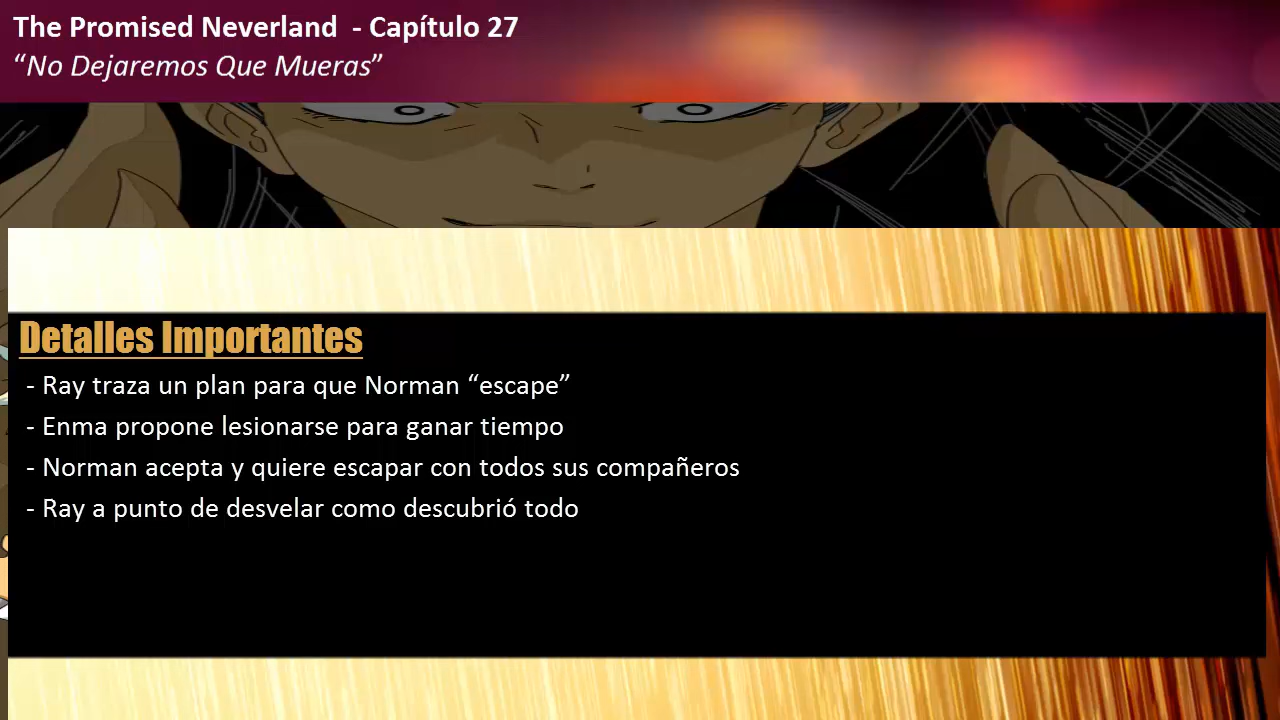 The Promised Neverland - Capítulo 27
“No Dejaremos Que Mueras”
Detalles Importantes
- Ray traza un plan para que Norman “escape”
- Enma propone lesionarse para ganar tiempo
- Norman acepta y quiere escapar con todos sus compañeros
- Ray a punto de desvelar como descubrió todo